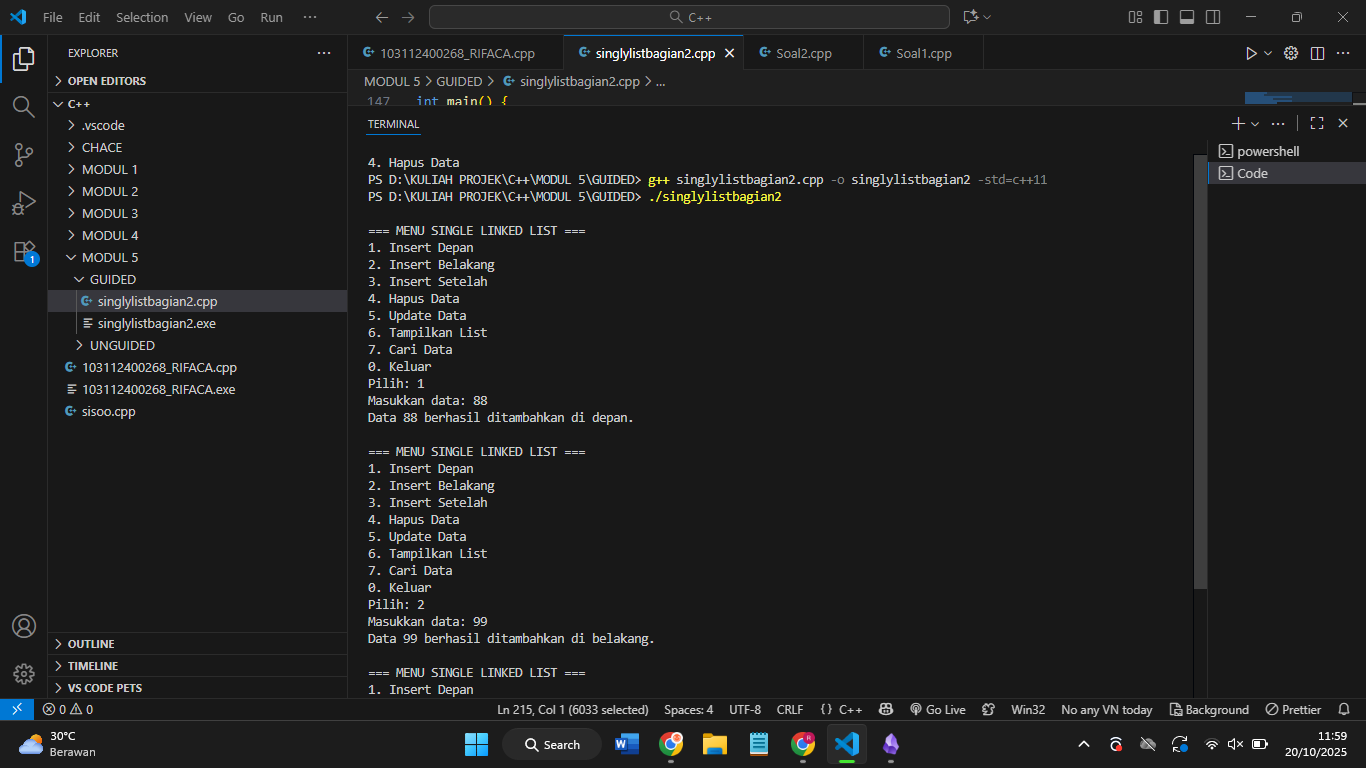 File Edit Selection View Go Run ··· C++
EXPLORER ···
OPEN EDITORS
C++
.vscode
CHACE
MODUL 1
MODUL 2
MODUL 3
MODUL 4
MODUL 5
GUIDED
singlylistbagian2.cpp
singlylistbagian2.exe
UNGUIDED
103112400268_RIFACA.cpp
103112400268_RIFACA.exe
sisoo.cpp
OUTLINE
TIMELINE
VS CODE PETS
1
103112400268_RIFACA.cpp singlylistbagian2.cpp Soal2.cpp Soal1.cpp
MODUL 5 > GUIDED > singlylistbagian2.cpp > ...
147 int main() {
TERMINAL
4. Hapus Data
PS D:\KULIAH PROJEK\C++\MODUL 5\GUIDED> g++ singlylistbagian2.cpp -o singlylistbagian2 -std=c++11
PS D:\KULIAH PROJEK\C++\MODUL 5\GUIDED> ./singlylistbagian2
=== MENU SINGLE LINKED LIST ===
1. Insert Depan
2. Insert Belakang
3. Insert Setelah
4. Hapus Data
5. Update Data
6. Tampilkan List
7. Cari Data
0. Keluar
Pilih: 1
Masukkan data: 88
Data 88 berhasil ditambahkan di depan.
=== MENU SINGLE LINKED LIST ===
1. Insert Depan
2. Insert Belakang
3. Insert Setelah
4. Hapus Data
5. Update Data
6. Tampilkan List
7. Cari Data
0. Keluar
Pilih: 2
Masukkan data: 99
Data 99 berhasil ditambahkan di belakang.
=== MENU SINGLE LINKED LIST ===
1. Insert Depan
powershell
Code
0 0 Ln 215, Col 1 (6033 selected) Spaces: 4 UTF-8 CRLF {} C++ Go Live Win32 No any VN today Background Prettier
30°C
Berawan
Search
11:59
20/10/2025